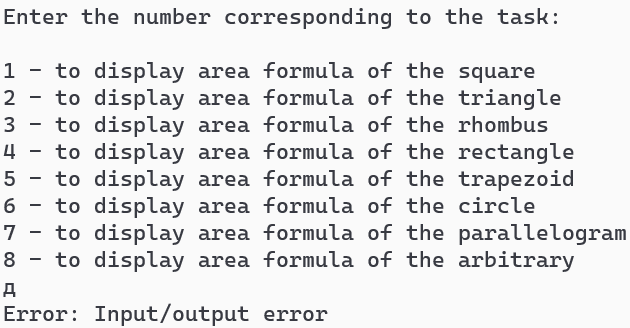 Enter the number corresponding to the task:
1 - to display area formula of the square
2 - to display area formula of the triangle
3 - to display area formula of the rhombus
4 - to display area formula of the rectangle
5 - to display area formula of the trapezoid
6 - to display area formula of the circle
7 - to display area formula of the parallelogram
8 - to display area formula of the arbitrary
д
Error: Input/output error